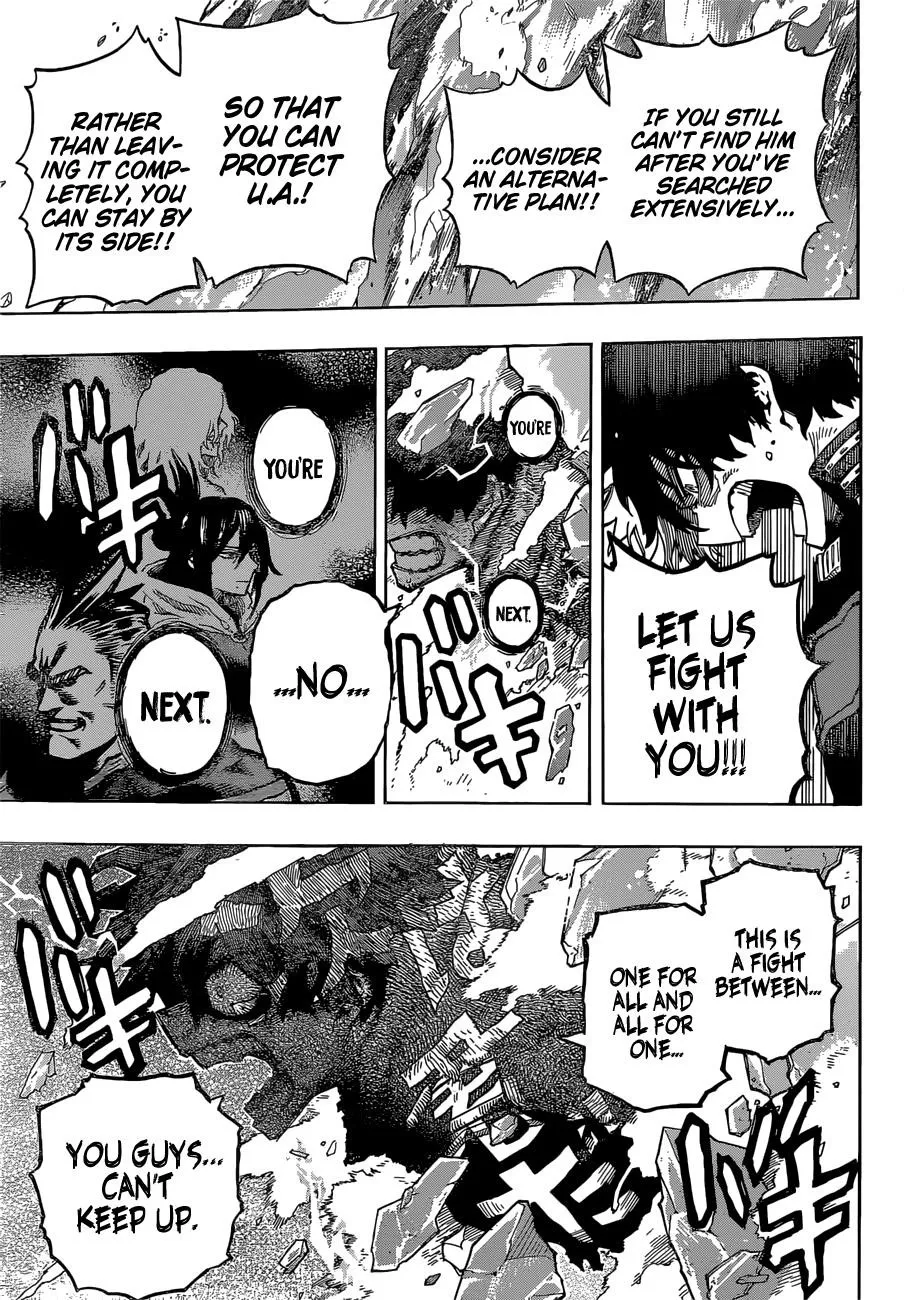 IF YOU STILL
CAN'T FIND HIM
AFTER YOU'VE
SEARCHED
EXTENSIVELY...
...CONSIDER
AN ALTERNA-
TIVE PLAN!!
SO THAT
YOU CAN
PROTECT
U.A.!
RATHER
THAN LEAV-
ING IT COMP-
LETELY, YOU
CAN STAY BY
ITS SIDE!!
LET US
FIGHT
WITH
YOU!!!
YOU'RE
NEXT.
バキ
YOU'RE
NEXT.
...NO...
バキ
THIS IS
A FIGHT
BETWEEN...
ONE FOR
ALL AND
ALL FOR
ONE...
バキ
バキ
YOU GUYS...
CAN'T
KEEP UP.